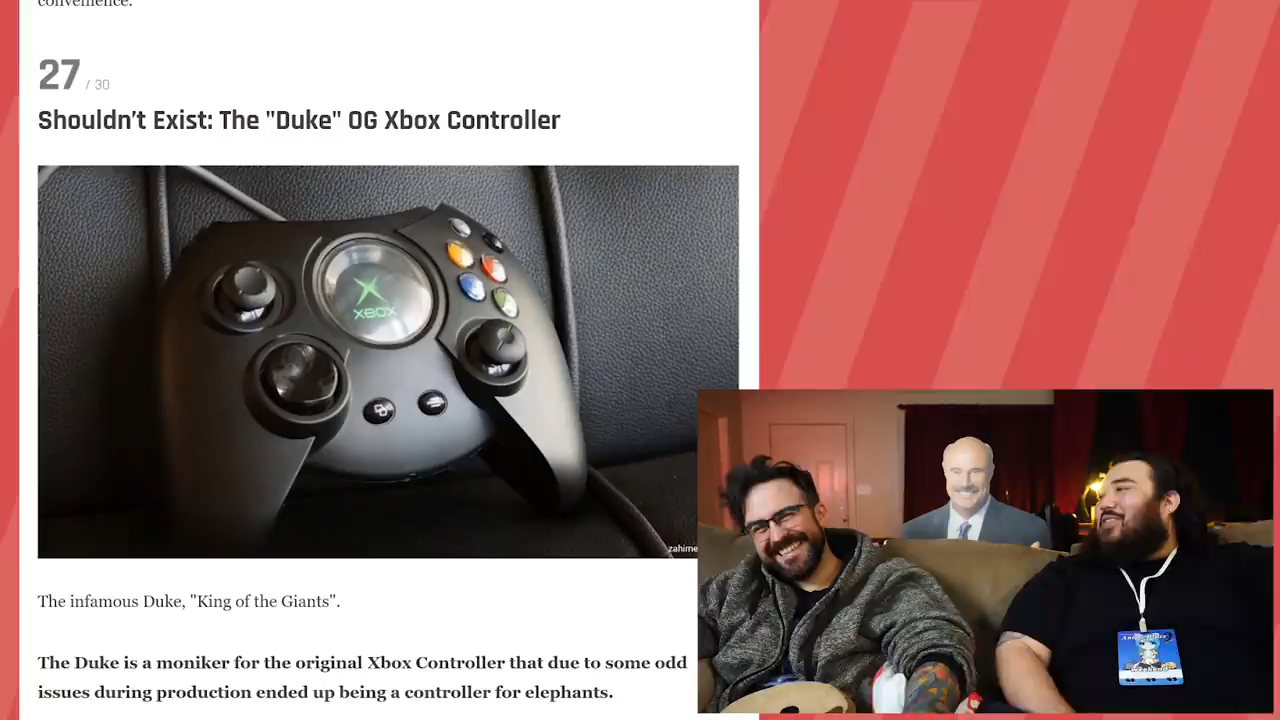 convenience.
27 / 30
Shouldn't Exist: The "Duke" OG Xbox Controller
XBOX
zahirne
The infamous Duke, "King of the Giants".
The Duke is a moniker for the original Xbox Controller that due to some odd
issues during production ended up being a controller for elephants.